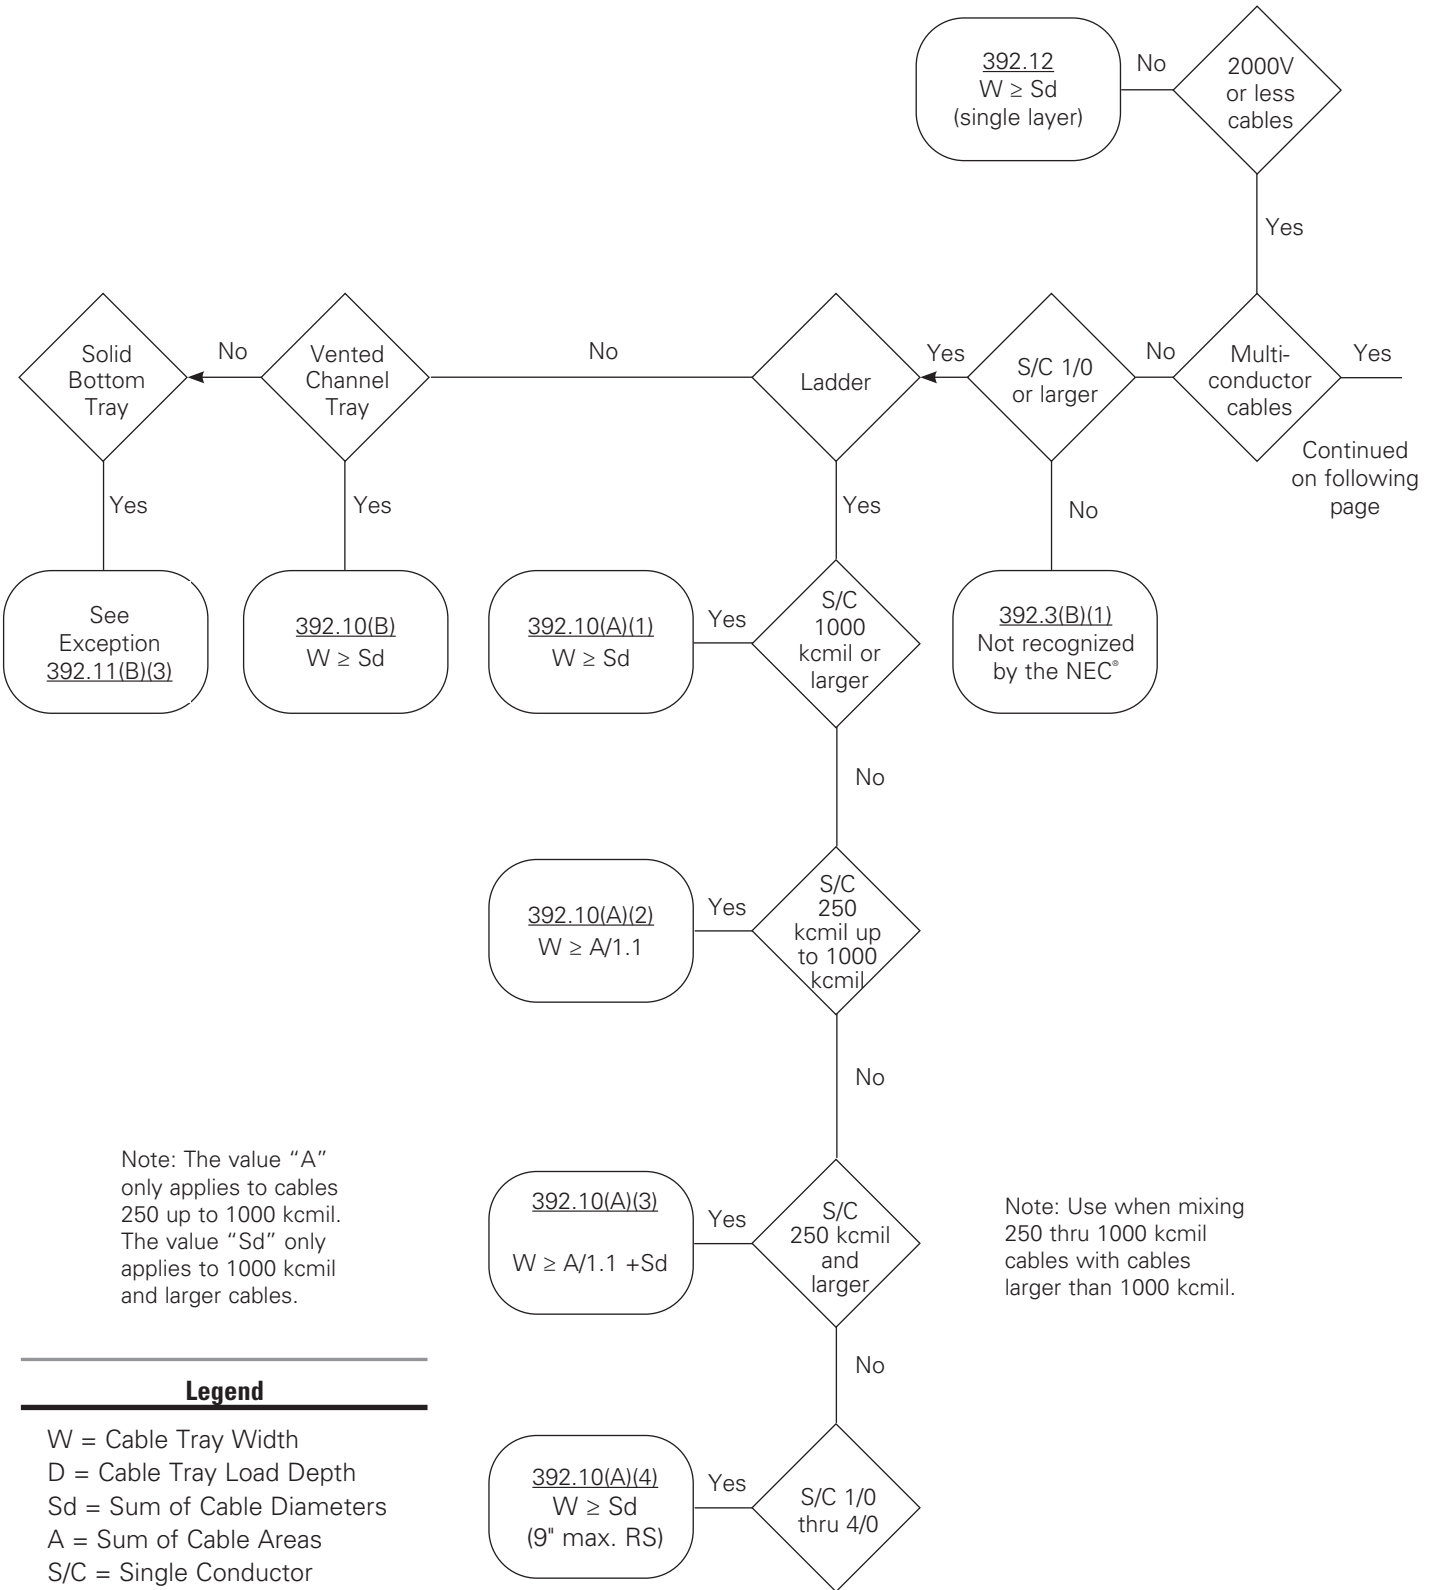 392.12
W ≥ Sd
(single layer)
No
2000V
or less
cables
Yes
Solid
Bottom
Tray
No
Vented
Channel
Tray
No
Ladder
Yes
S/C 1/0
or larger
No
Multi-
conductor
cables
Yes
Continued
on following
page
Yes
Yes
Yes
No
See
Exception
392.11(B)(3)
392.10(B)
W ≥ Sd
392.10(A)(1)
W ≥ Sd
Yes
S/C
1000
kcmil or
larger
392.3(B)(1)
Not recognized
by the NEC®
No
392.10(A)(2)
W ≥ A/1.1
Yes
S/C
250
kcmil up
to 1000
kcmil
No
Note: The value “A”
only applies to cables
250 up to 1000 kcmil.
The value “Sd” only
applies to 1000 kcmil
and larger cables.
392.10(A)(3)
W ≥ A/1.1 +Sd
Yes
S/C
250 kcmil
and
larger
Note: Use when mixing
250 thru 1000 kcmil
cables with cables
larger than 1000 kcmil.
No
Legend
W = Cable Tray Width
D = Cable Tray Load Depth
Sd = Sum of Cable Diameters
A = Sum of Cable Areas
S/C = Single Conductor
392.10(A)(4)
W ≥ Sd
(9" max. RS)
Yes
S/C 1/0
thru 4/0